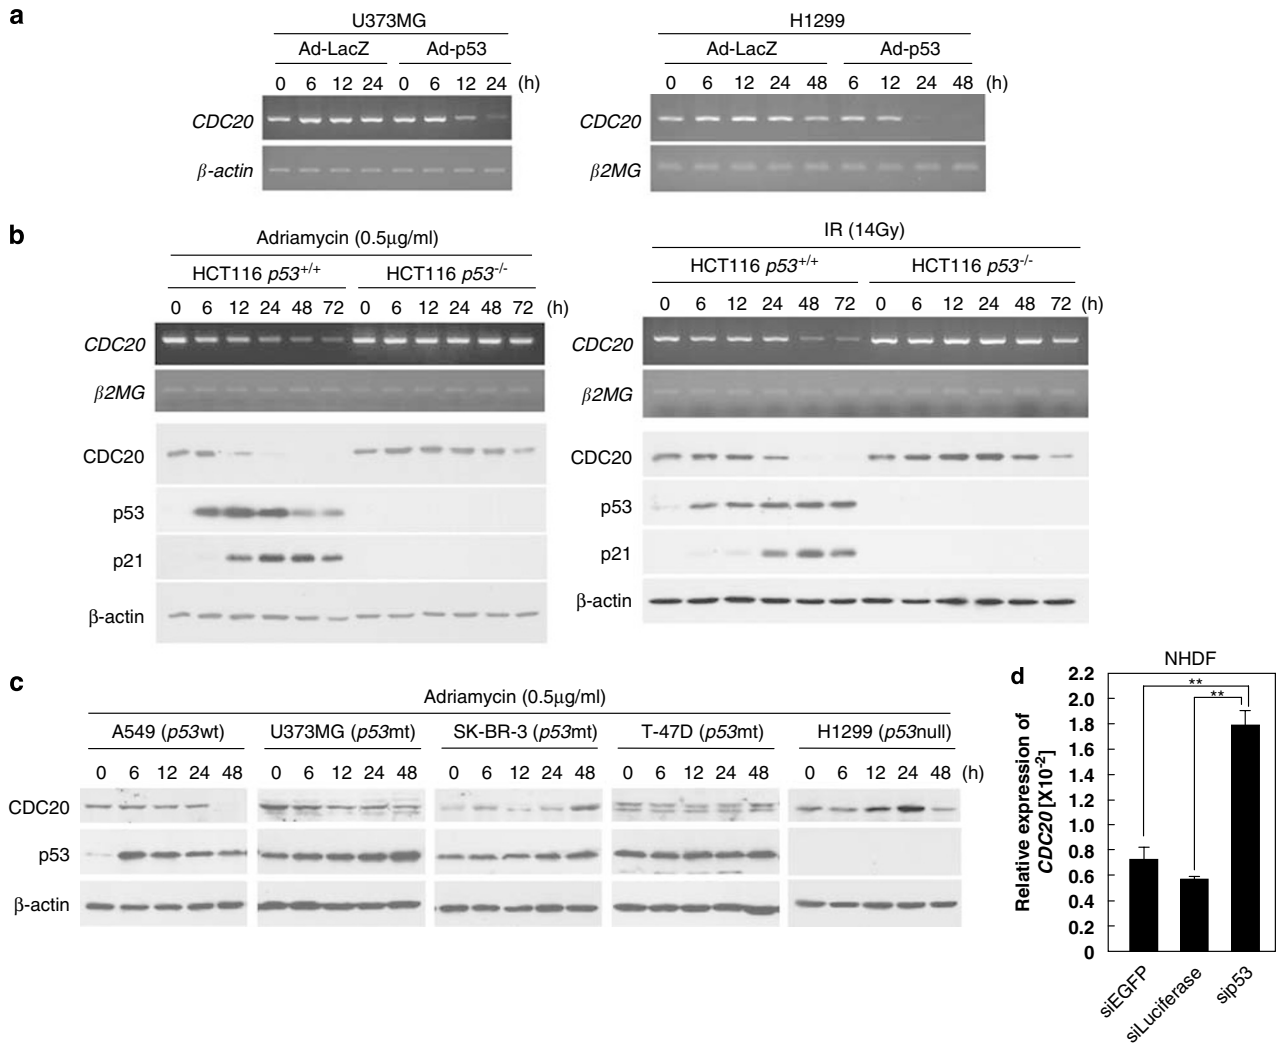 a
U373MG
Ad-LacZ Ad-p53
0 6 12 24 0 6 12 24 (h)
CDC20
β-actin
H1299
Ad-LacZ Ad-p53
0 6 12 24 48 6 12 24 48 (h)
CDC20
β2MG
b
Adriamycin (0.5μg/ml)
HCT116 p53+/+ HCT116 p53-/-
0 6 12 24 48 72 0 6 12 24 48 72 (h)
CDC20
β2MG
CDC20
p53
p21
β-actin
IR (14Gy)
HCT116 p53+/+ HCT116 p53-/-
0 6 12 24 48 72 0 6 12 24 48 72 (h)
CDC20
β2MG
CDC20
p53
p21
β-actin
c
Adriamycin (0.5μg/ml)
A549 (p53wt) U373MG (p53mt) SK-BR-3 (p53mt) T-47D (p53mt) H1299 (p53null)
0 6 12 24 48 0 6 12 24 48 0 6 12 24 48 0 6 12 24 48 0 6 12 24 48 (h)
CDC20
p53
β-actin
d
NHDF
**
**
Relative expression of
CDC20 [X10-2]
2.2
2.0
1.8
1.6
1.4
1.2
1.0
0.8
0.6
0.4
0.2
0
siEGFP
siLuciferase
sip53